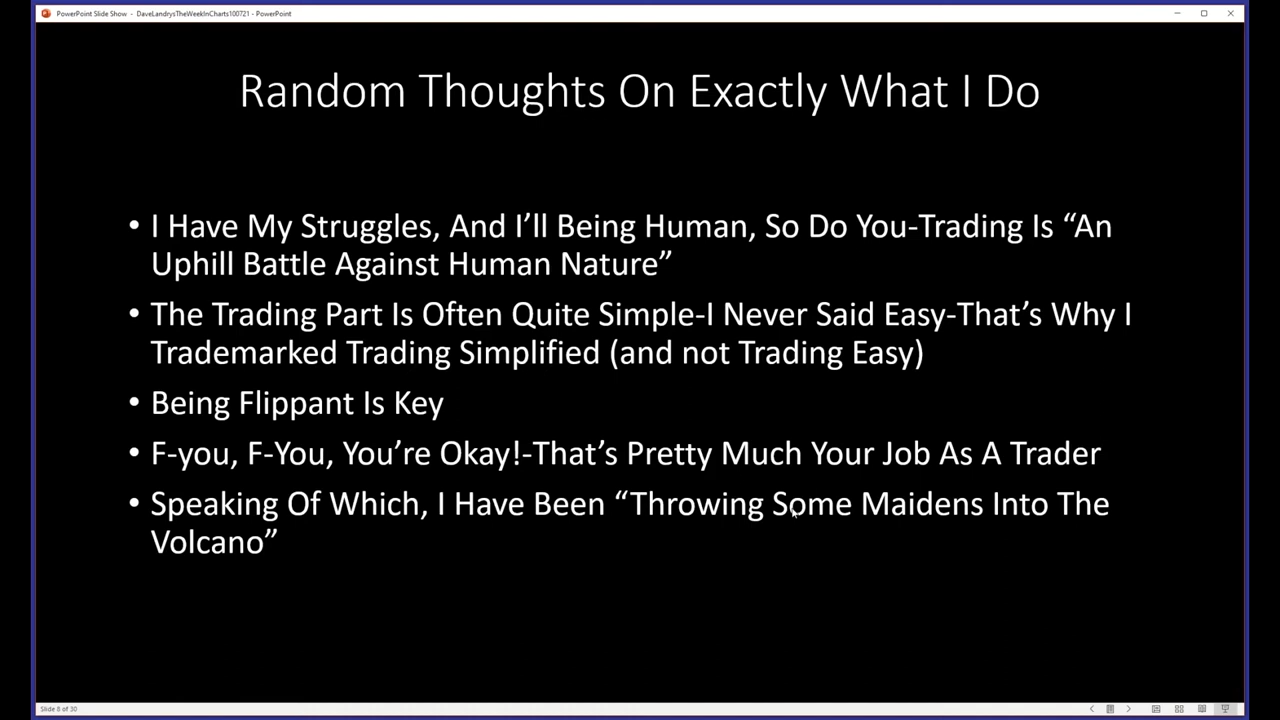 PowerPoint Slide Show - DaveLandrysTheWeekInCharts100721 - PowerPoint
Random Thoughts On Exactly What I Do
• I Have My Struggles, And I’ll Being Human, So Do You-Trading Is “An
Uphill Battle Against Human Nature”
• The Trading Part Is Often Quite Simple-I Never Said Easy-That’s Why I
Trademarked Trading Simplified (and not Trading Easy)
• Being Flippant Is Key
• F-you, F-You, You’re Okay!-That’s Pretty Much Your Job As A Trader
• Speaking Of Which, I Have Been “Throwing Some Maidens Into The
Volcano”
Slide 8 of 30